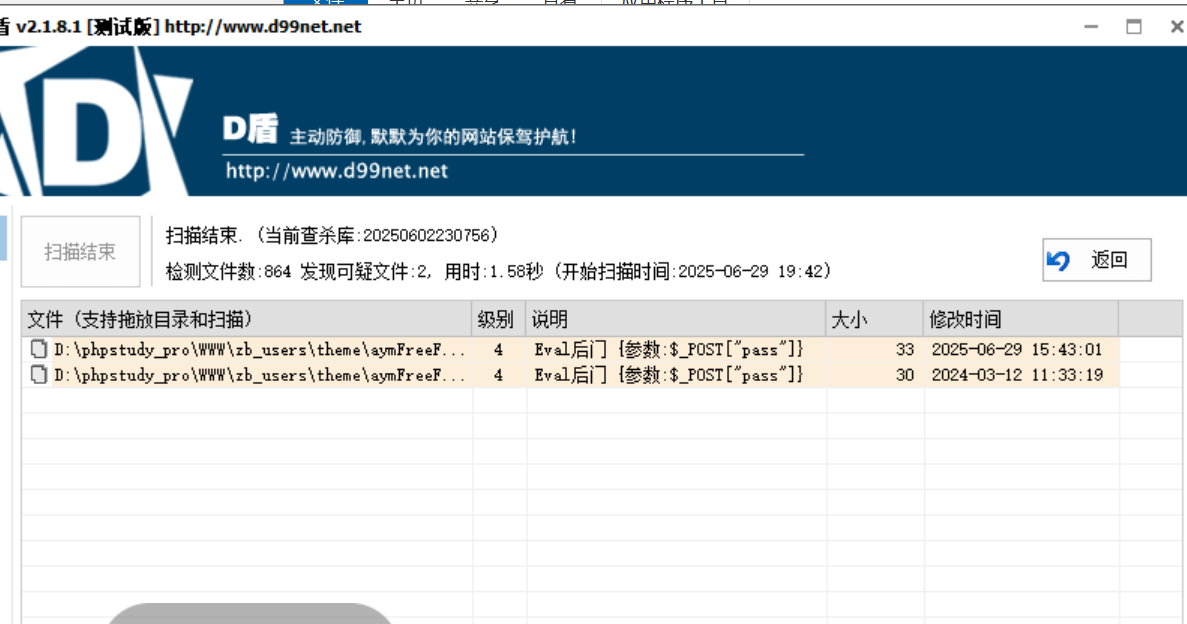 v2.1.8.1 [测试版] http://www.d99net.net
D盾 主动防御,默默为你的网站保驾护航!
http://www.d99net.net
扫描结束
扫描结束. (当前查杀库:20250602230756)
检测文件数:864 发现可疑文件:2, 用时:1.58秒 (开始扫描时间:2025-06-29 19:42)
返回
文件 (支持拖放目录和扫描) 级别 说明 大小 修改时间
D:\phpstudy_pro\WWW\zb_users\theme\aymFreeF... 4 Eval后门 {参数:$_POST["pass"]} 33 2025-06-29 15:43:01
D:\phpstudy_pro\WWW\zb_users\theme\aymFreeF... 4 Eval后门 {参数:$_POST["pass"]} 30 2024-03-12 11:33:19